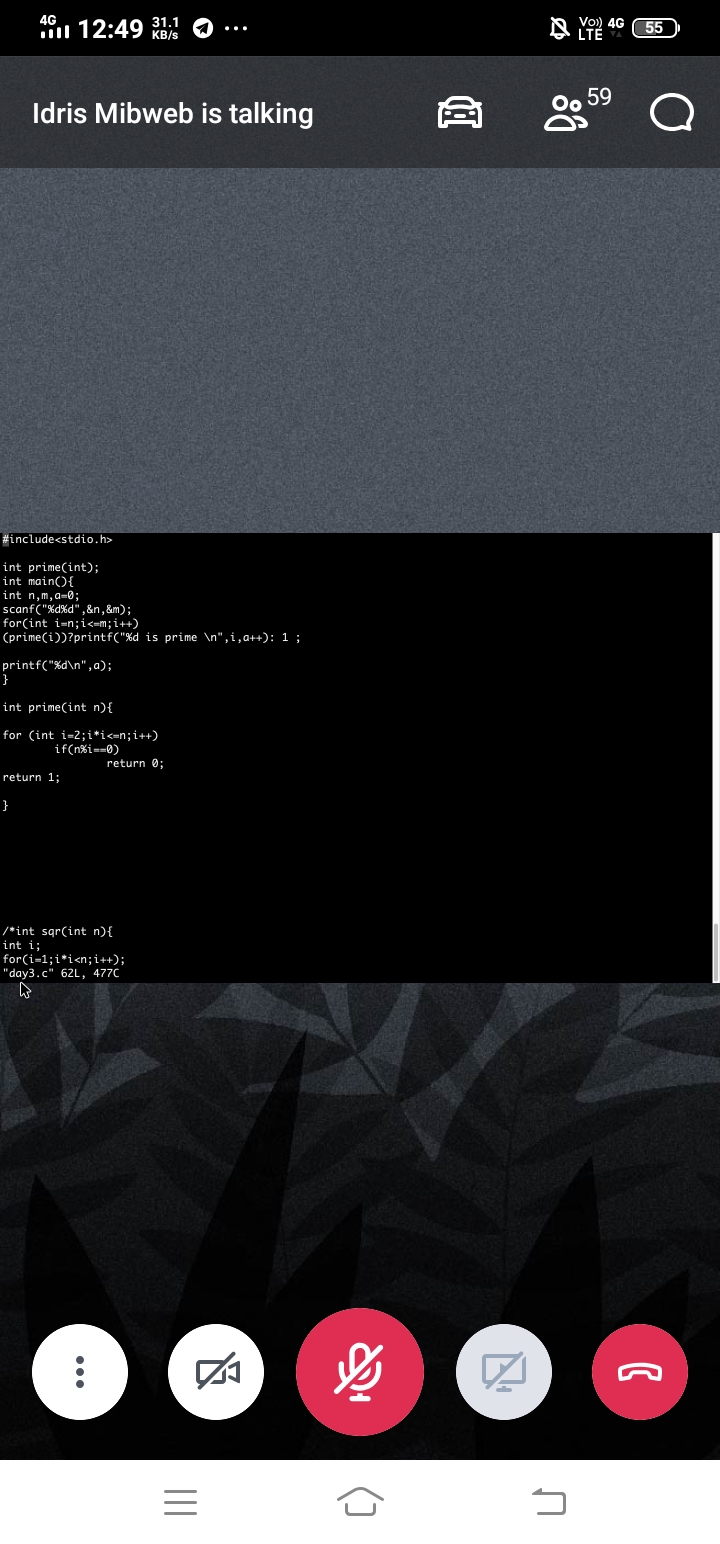 4G 12:49 31.1 KB/s ••• Vo)) LTE 4G 55
Idris Mibweb is talking 59
#include<stdio.h>
int prime(int);
int main(){
int n,m,a=0;
scanf("%d%d",&n,&m);
for(int i=n;i<=m;i++)
(prime(i))?printf("%d is prime \n",i,a++): 1 ;
printf("%d\n",a);
}
int prime(int n){
for (int i=2;i*i<=n;i++)
if(n%i==0)
return 0;
return 1;
}
/*int sqr(int n){
int i;
for(i=1;i*i<n;i++);
"day3.c" 62L, 477C